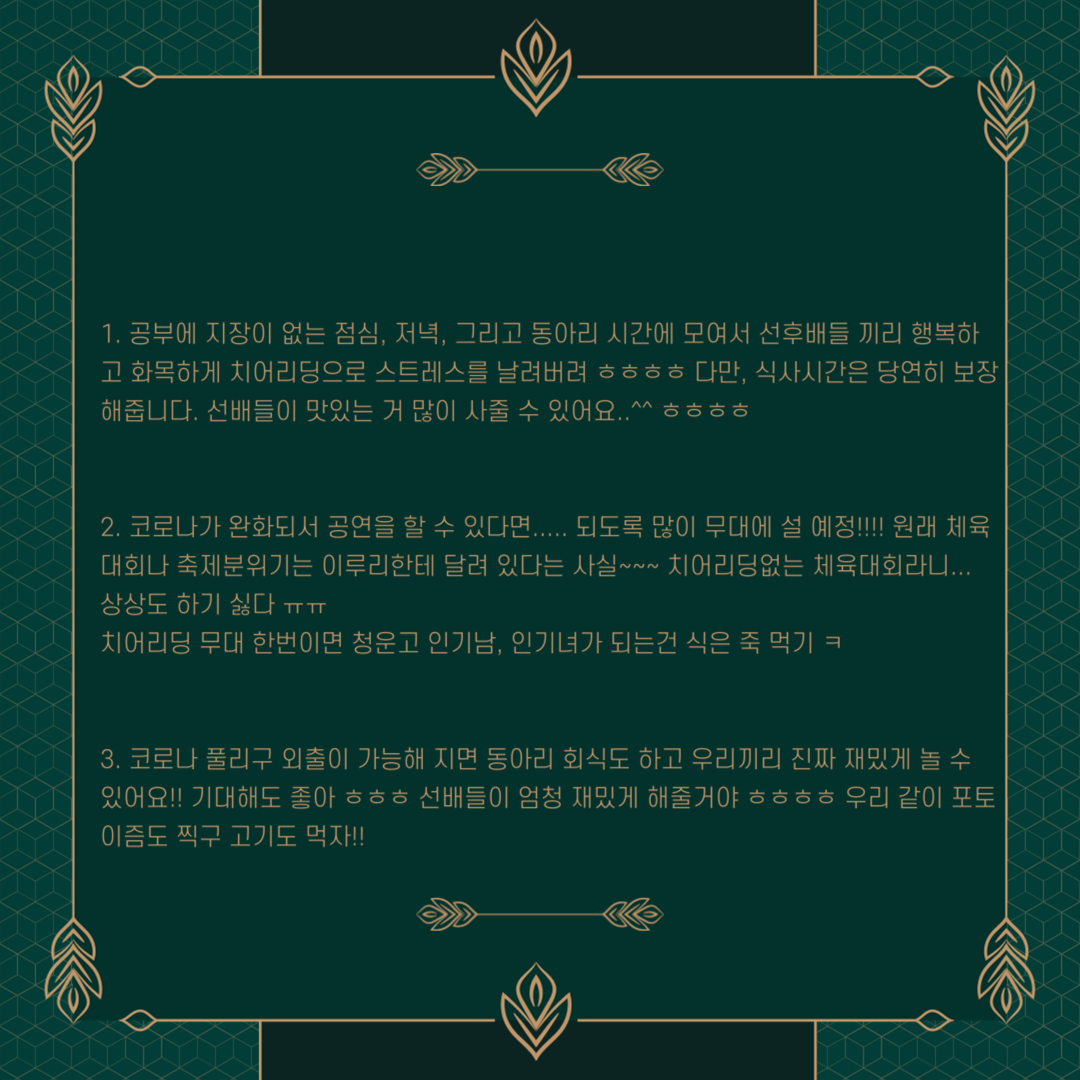 1. 공부에 지장이 없는 점심, 저녁, 그리고 동아리 시간에 모여서 선후배들 끼리 행복하
고 화목하게 치어리딩으로 스트레스를 날려버려 ㅎㅎㅎㅎ 다만, 식사시간은 당연히 보장
해줍니다. 선배들이 맛있는 거 많이 사줄 수 있어요..^^ ㅎㅎㅎㅎ
2. 코로나가 완화되서 공연을 할 수 있다면..... 되도록 많이 무대에 설 예정!!!! 원래 체육
대회나 축제분위기는 이루리한테 달려 있다는 사실~~~ 치어리딩없는 체육대회라니...
상상도 하기 싫다 ㅠㅠ
치어리딩 무대 한번이면 청운고 인기남, 인기녀가 되는건 식은 죽 먹기 ㅋ
3. 코로나 풀리구 외출이 가능해 지면 동아리 회식도 하고 우리끼리 진짜 재밌게 놀 수
있어요!! 기대해도 좋아 ㅎㅎㅎ 선배들이 엄청 재밌게 해줄거야 ㅎㅎㅎㅎ 우리 같이 포토
이즘도 찍구 고기도 먹자!!